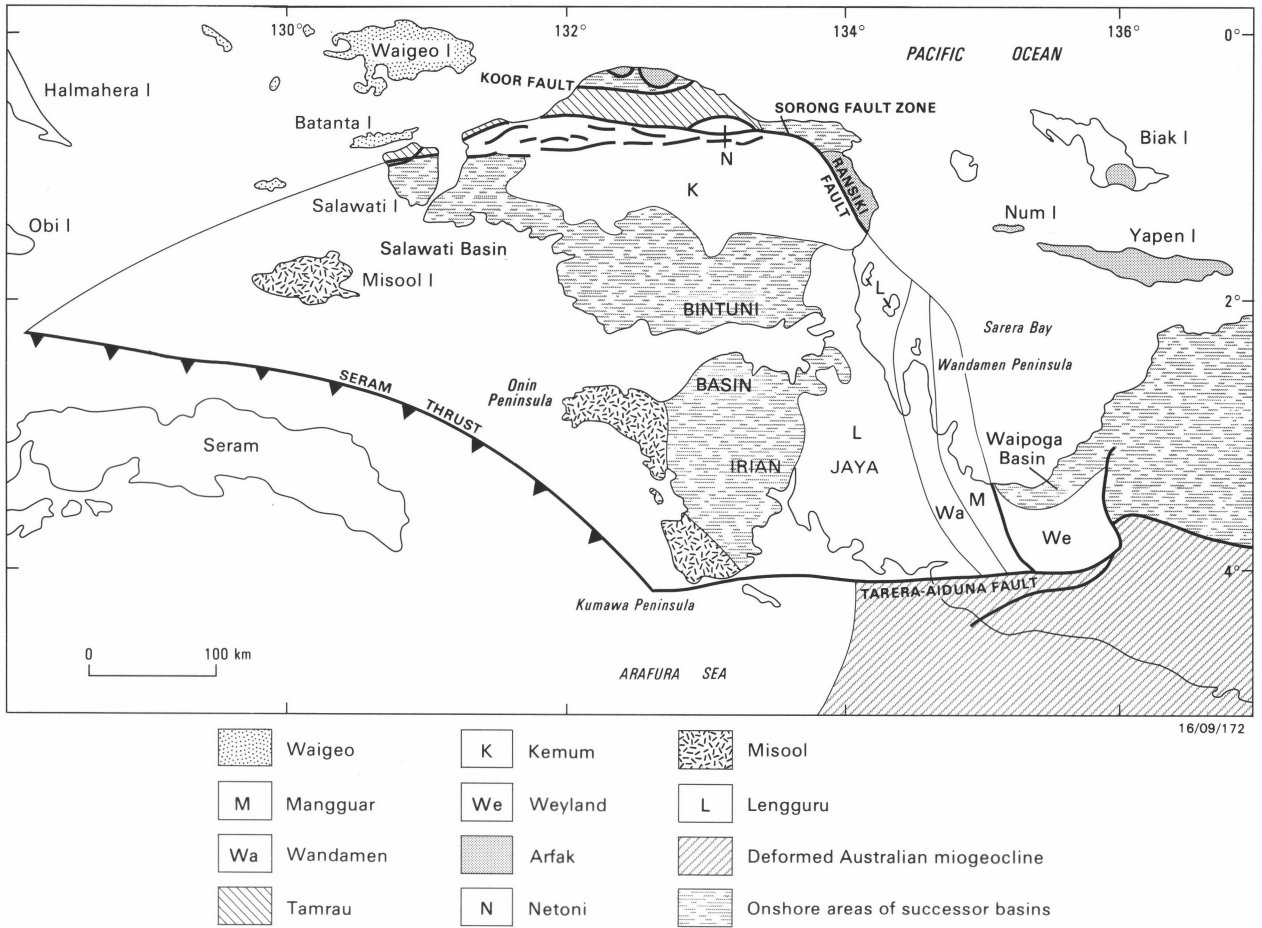 130°
132°
134°
136°
0°
Waigeo I
PACIFIC OCEAN
KOOR FAULT
Halmahera I
SORONG FAULT ZONE
Batanta I
Biak I
N
RANSIKI FAULT
K
Salawati I
Num I
Obi I
Yapen I
Salawati Basin
Misool I
L
2°
BINTUNI
Sarera Bay
Wandamen Peninsula
SERAM THRUST
Onin
Peninsula
BASIN
L
Seram
Waipoga
Basin
IRIAN
JAYA
M
Wa
We
4°
TARERA-AIDUNA FAULT
Kumawa Peninsula
0
100 km
ARAFURA SEA
16/09/172
Waigeo
K Kemum
Misool
M Mangguar
We Weyland
L Lengguru
Wa Wandamen
Arfak
Deformed Australian miogeocline
Tamrau
N Netoni
Onshore areas of successor basins